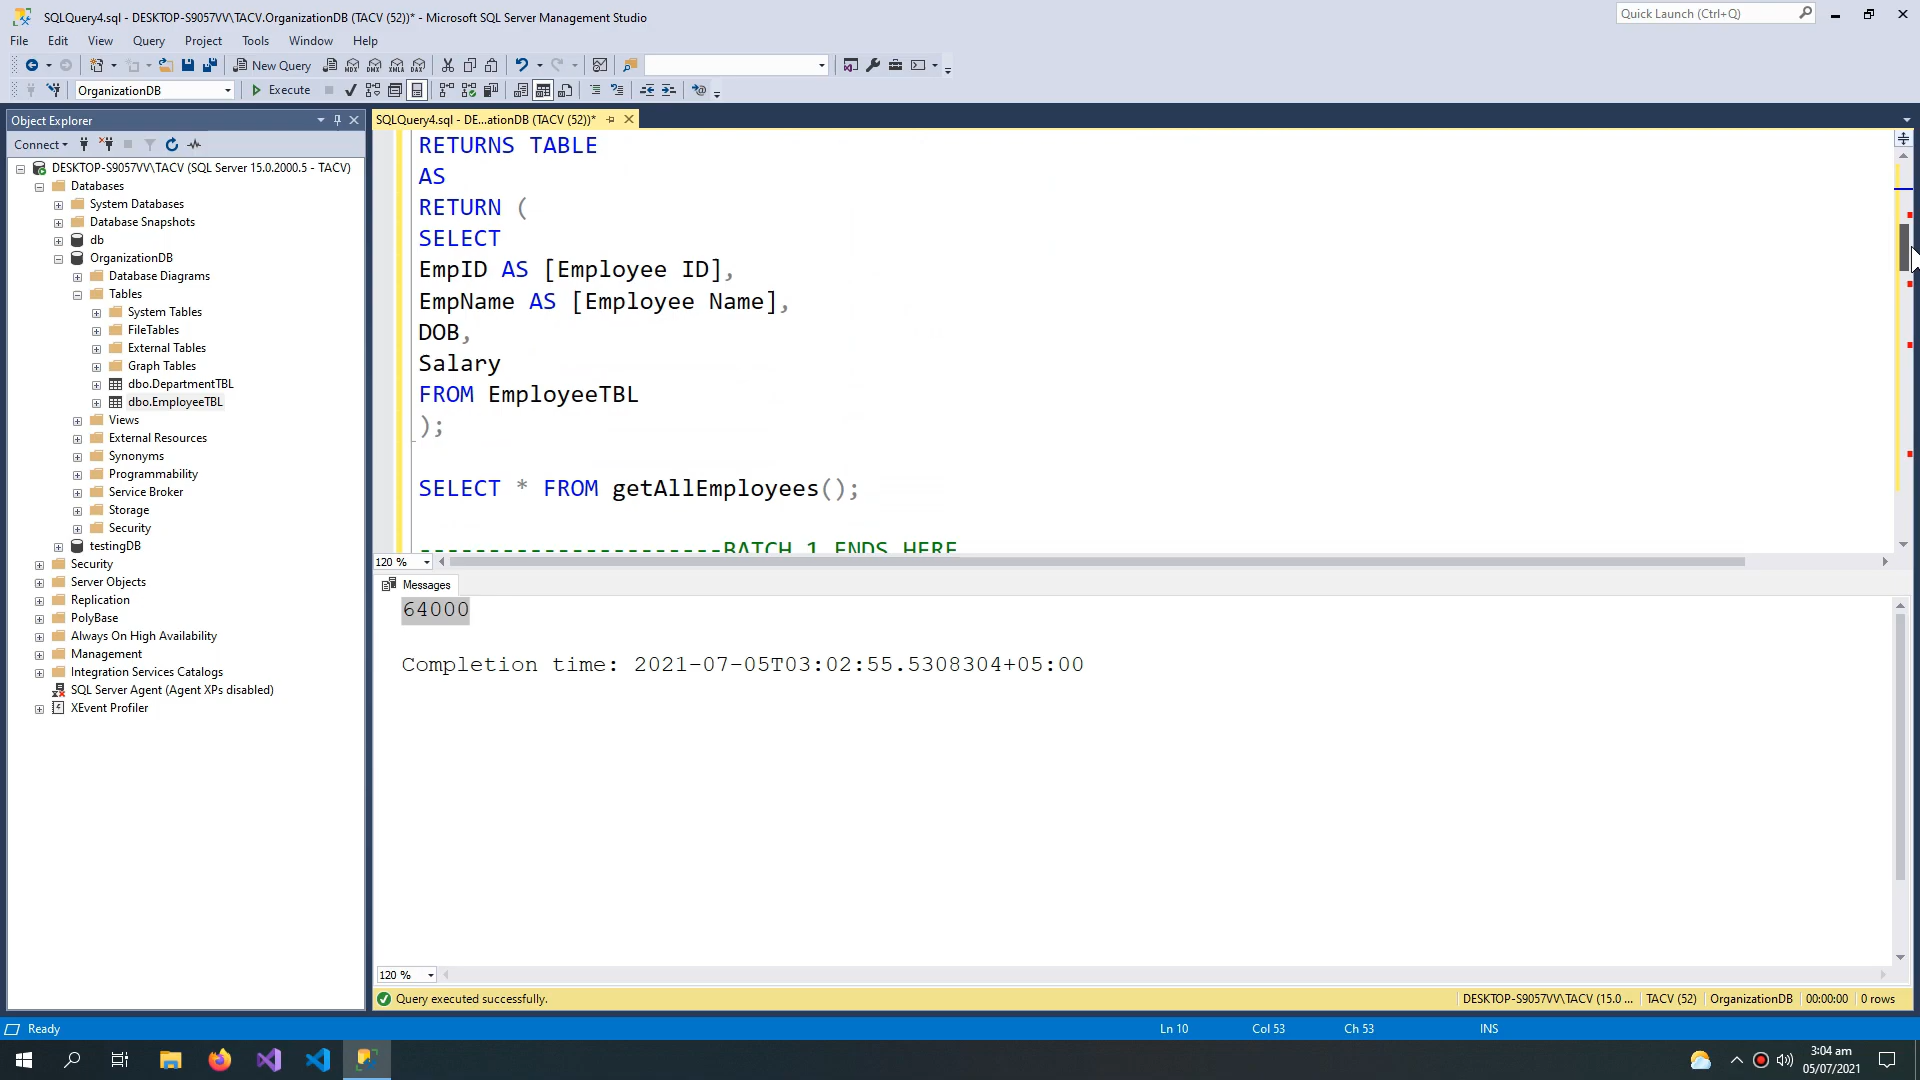 SQLQuery4.sql - DESKTOP-S9057VV\TACV.OrganizationDB (TACV (52))* - Microsoft SQL Server Management Studio
Quick Launch (Ctrl+Q)
File Edit View Query Project Tools Window Help
New Query
MDX DMX XMLA DAX
OrganizationDB
Execute
Object Explorer
SQLQuery4.sql - DE...ationDB (TACV (52))*
Connect
DESKTOP-S9057VV\TACV (SQL Server 15.0.2000.5 - TACV)
Databases
System Databases
Database Snapshots
db
OrganizationDB
Database Diagrams
Tables
System Tables
FileTables
External Tables
Graph Tables
dbo.DepartmentTBL
dbo.EmployeeTBL
Views
External Resources
Synonyms
Programmability
Service Broker
Storage
Security
testingDB
Security
Server Objects
Replication
PolyBase
Always On High Availability
Management
Integration Services Catalogs
SQL Server Agent (Agent XPs disabled)
XEvent Profiler
RETURNS TABLE
AS
RETURN (
SELECT
EmpID AS [Employee ID],
EmpName AS [Employee Name],
DOB,
Salary
FROM EmployeeTBL
);
SELECT * FROM getAllEmployees();
----------------------BATCH 1 ENDS HERE
120 %
Messages
64000
Completion time: 2021-07-05T03:02:55.5308304+05:00
120 %
Query executed successfully.
DESKTOP-S9057VV\TACV (15.0 ... TACV (52) OrganizationDB 00:00:00 0 rows
Ready
Ln 10 Col 53 Ch 53 INS
3:04 am
05/07/2021